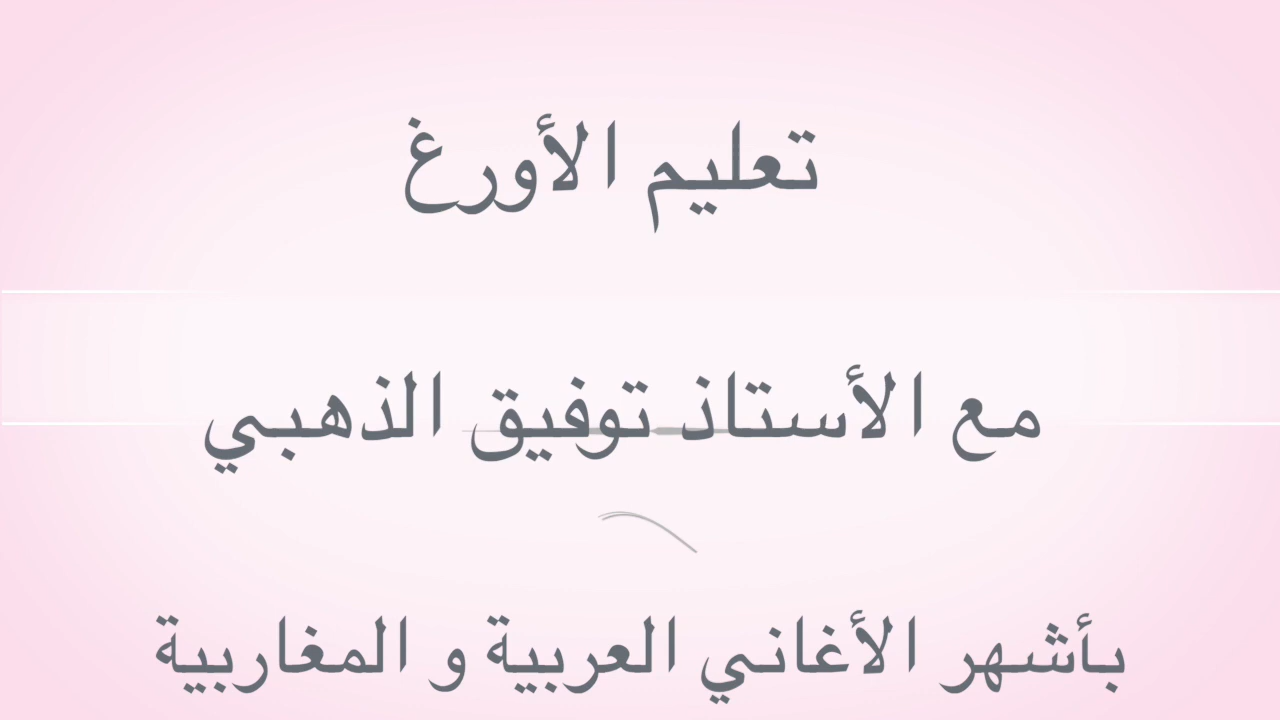 تعليم الأورغ
مع الأستاذ توفيق الذهبي
بأشهر الأغاني العربية و المغاربية